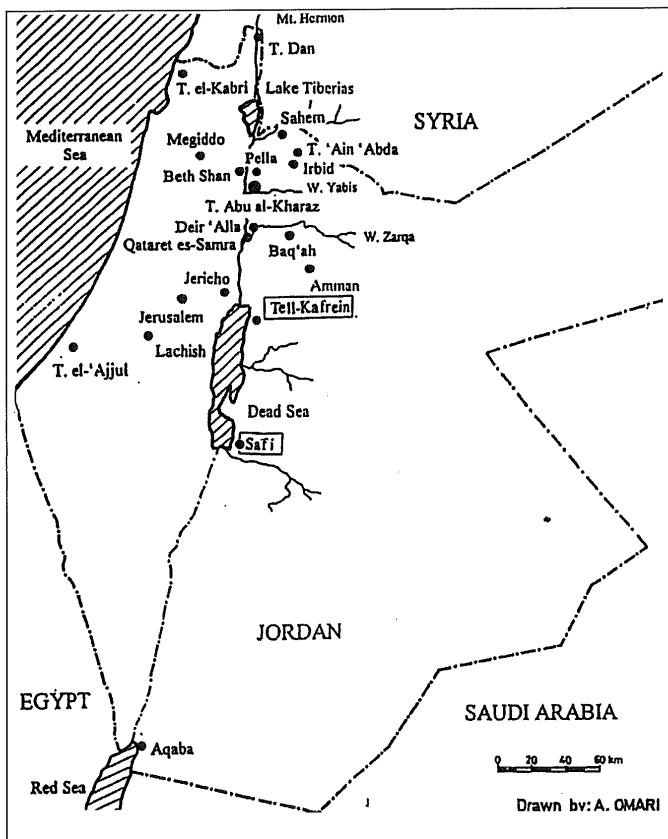 Mt. Hermon
T. Dan
T. el-Kabri
Lake Tiberias
Sahem
SYRIA
Mediterranean
Sea
Megiddo
Pella
T. 'Ain 'Abda
Irbid
Beth Shan
W. Yabis
T. Abu al-Kharaz
Deir 'Alla
Qataret es-Samra
W. Zarqa
Baq'ah
Jericho
Amman
Jerusalem
Tell-Kafrein
Lachish
T. el-'Ajjul
Dead Sea
Safi
JORDAN
EGYPT
SAUDI ARABIA
Aqaba
Red Sea
0 20 40 60 km
Drawn by: A. OMARI